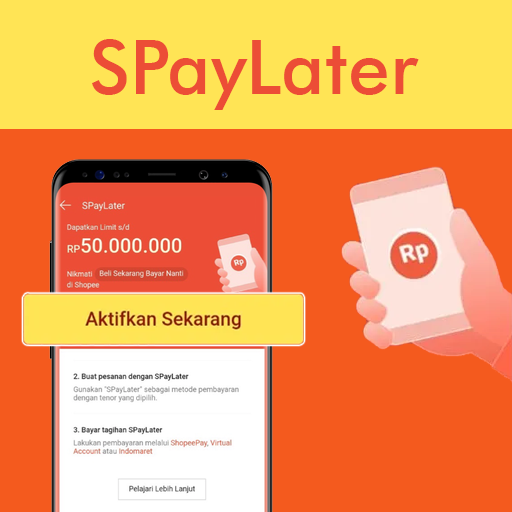 SPayLater
SPayLater
Dapatkan Limit s/d
RP50.000.000
Nikmati Beli Sekarang Bayar Nanti
di Shopee
Rp
Rp
Aktifkan Sekarang
2. Buat pesanan dengan SPayLater
Gunakan "SPayLater" sebagai metode pembayaran
dengan tenor yang dipilih.
3. Bayar tagihan SPayLater
Lakukan pembayaran melalui ShopeePay, Virtual
Account atau Indomaret
Pelajari Lebih Lanjut